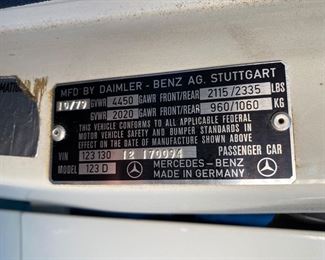 MFD BY DAIMLER - BENZ AG. STUTTGART
10/79 GVWR 4450 GAWR FRONT/REAR 2115/2335 LBS
GVWR 2020 GAWR FRONT/REAR 960/1060 KG
THIS VEHICLE CONFORMS TO ALL APPLICABLE FEDERAL
MOTOR VEHICLE SAFETY AND BUMPER STANDARDS IN
EFFECT ON THE DATE OF MANUFACTURE SHOWN ABOVE
VIN 123 130 12 179974 PASSENGER CAR
MODEL 123 D MERCEDES-BENZ
MADE IN GERMANY